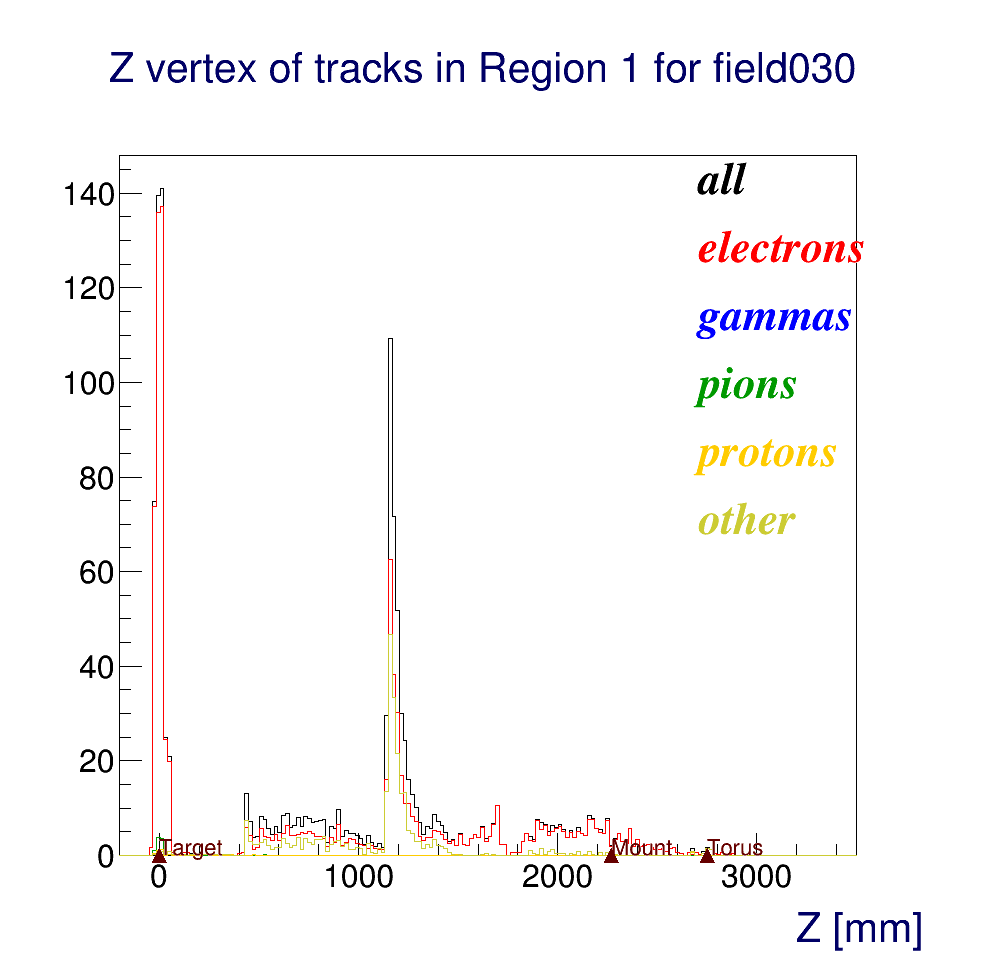 Z vertex of tracks in Region 1 for field030
all
electrons
gammas
pions
protons
other
140
120
100
80
60
40
20
0
Target
Mount
Torus
0
1000
2000
3000
Z [mm]